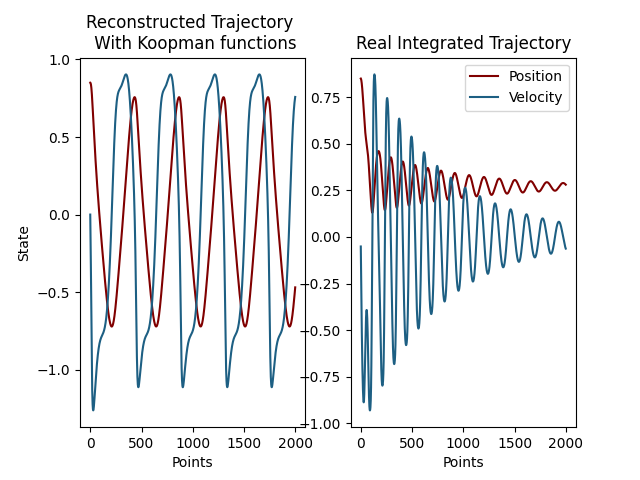 Reconstructed Trajectory
With Koopman functions
Real Integrated Trajectory
State
1.0
0.5
0.0
−0.5
−1.0
0 500 1000 1500 2000
Points
Position
Velocity
0.75
0.50
0.25
0.00
−0.25
−0.50
−0.75
−1.00
0 500 1000 1500 2000
Points